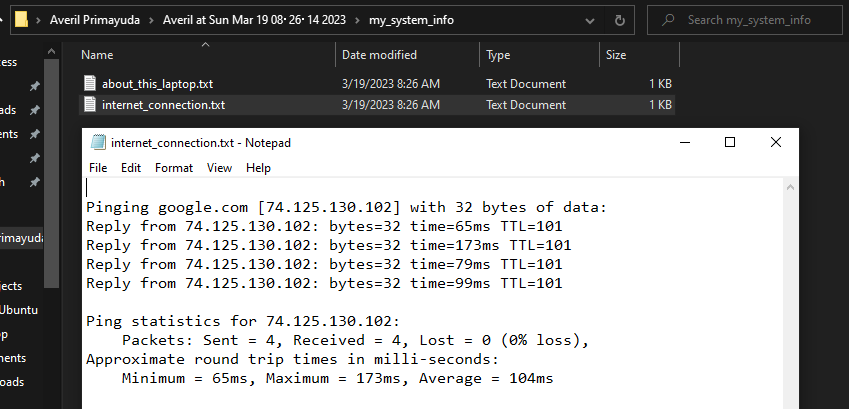 Averil Primayuda > Averil at Sun Mar 19 08·26·14 2023 > my_system_info
Search my_system_info
Name Date modified Type Size
about_this_laptop.txt 3/19/2023 8:26 AM Text Document 1 KB
internet_connection.txt 3/19/2023 8:26 AM Text Document 1 KB
cess
ads
ents
h
rimayuda
jects
Ubuntu
op
ments
oads
internet_connection.txt - Notepad
File Edit Format View Help
Pinging google.com [74.125.130.102] with 32 bytes of data:
Reply from 74.125.130.102: bytes=32 time=65ms TTL=101
Reply from 74.125.130.102: bytes=32 time=173ms TTL=101
Reply from 74.125.130.102: bytes=32 time=79ms TTL=101
Reply from 74.125.130.102: bytes=32 time=99ms TTL=101
Ping statistics for 74.125.130.102:
Packets: Sent = 4, Received = 4, Lost = 0 (0% loss),
Approximate round trip times in milli-seconds:
Minimum = 65ms, Maximum = 173ms, Average = 104ms